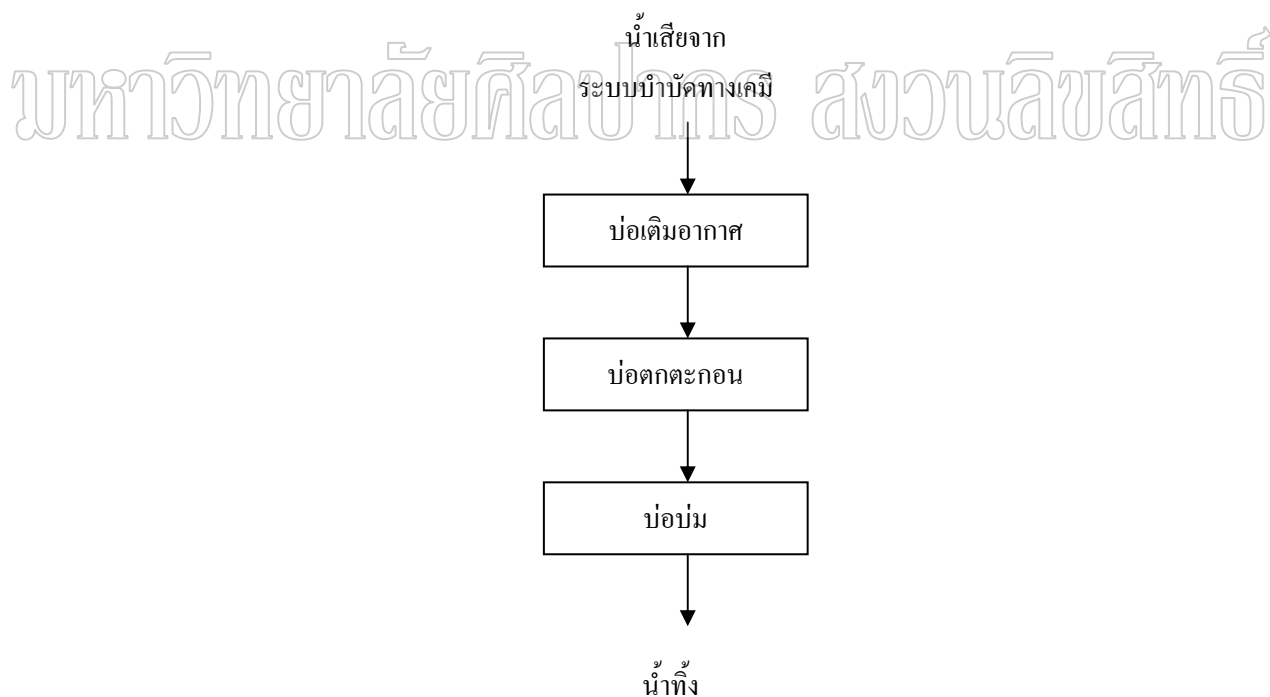 น้ำเสียจาก
ระบบบำบัดทางเคมี
มหาวิทยาลัยศิลปากร สงวนลิขสิทธิ์
บ่อเติมอากาศ
บ่อตกตะกอน
บ่อบ่ม
น้ำทิ้ง